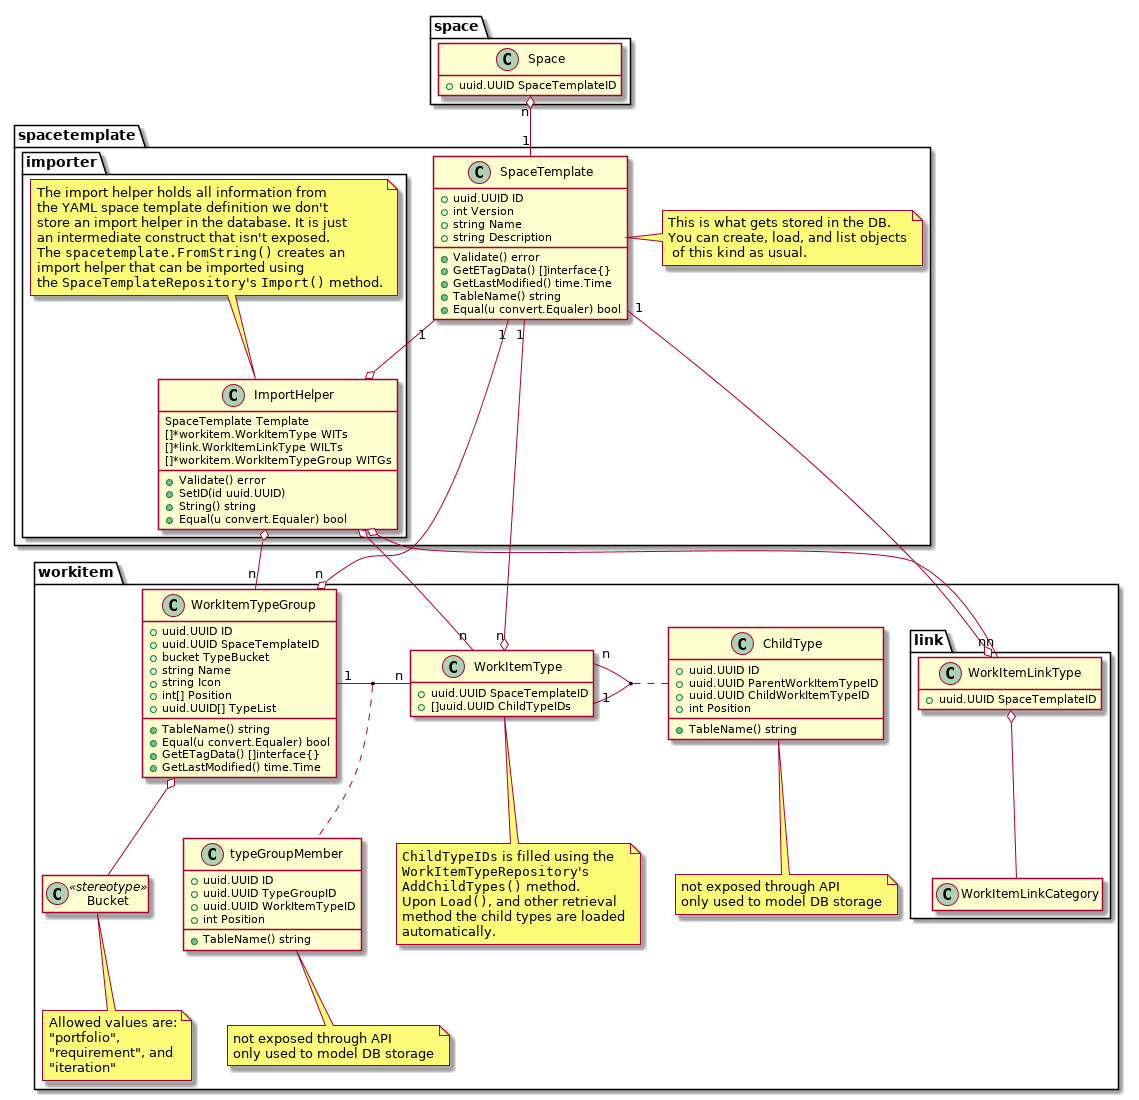 space
C Space
uuid.UUID SpaceTemplateID
n
1
spacetemplate
importer
The import helper holds all information from
the YAML space template definition we don't
store an import helper in the database. It is just
an intermediate construct that isn't exposed.
The spacetemplate.FromString() creates an
import helper that can be imported using
the SpaceTemplateRepository's Import() method.
C SpaceTemplate
uuid.UUID ID
int Version
string Name
string Description
Validate() error
GetETagData() []interface{}
GetLastModified() time.Time
TableName() string
Equal(u convert.Equaler) bool
This is what gets stored in the DB.
You can create, load, and list objects
of this kind as usual.
1
1
1
1
C ImportHelper
SpaceTemplate Template
[]*workitem.WorkItemType WITs
[]*link.WorkItemLinkType WILTs
[]*workitem.WorkItemTypeGroup WITGs
Validate() error
SetID(id uuid.UUID)
String() string
Equal(u convert.Equaler) bool
workitem
n
n
n
n
nn
C WorkItemTypeGroup
uuid.UUID ID
uuid.UUID SpaceTemplateID
bucket TypeBucket
string Name
string Icon
int[] Position
uuid.UUID[] TypeList
TableName() string
Equal(u convert.Equaler) bool
GetETagData() []interface{}
GetLastModified() time.Time
1
n
C WorkItemType
uuid.UUID SpaceTemplateID
[]uuid.UUID ChildTypeIDs
n
1
C ChildType
uuid.UUID ID
uuid.UUID ParentWorkItemTypeID
uuid.UUID ChildWorkItemTypeID
int Position
TableName() string
link
C WorkItemLinkType
uuid.UUID SpaceTemplateID
C «stereotype»
Bucket
C typeGroupMember
uuid.UUID ID
uuid.UUID TypeGroupID
uuid.UUID WorkItemTypeID
int Position
TableName() string
ChildTypeIDs is filled using the
WorkItemTypeRepository's
AddChildTypes() method.
Upon Load(), and other retrieval
method the child types are loaded
automatically.
not exposed through API
only used to model DB storage
C WorkItemLinkCategory
Allowed values are:
"portfolio",
"requirement", and
"iteration"
not exposed through API
only used to model DB storage